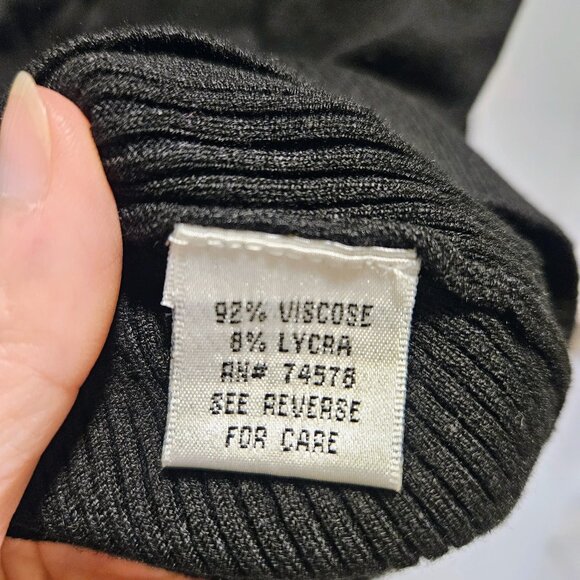 92% VISCOSE
8% LYCRA
RN# 74578
SEE REVERSE
FOR CARE